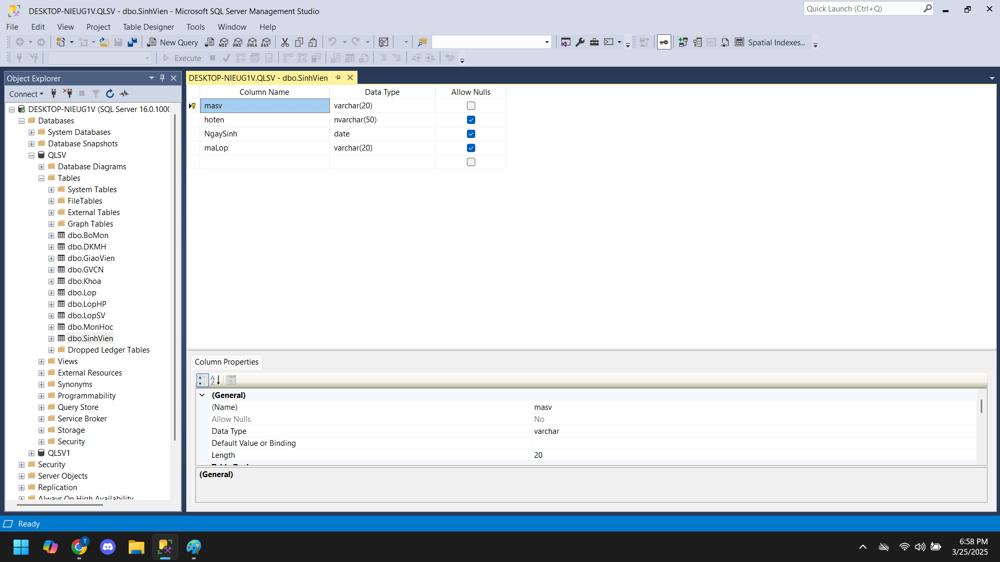 DESKTOP-NIEUG1V.QLSV - dbo.SinhVien - Microsoft SQL Server Management Studio
Quick Launch (Ctrl+Q)
File Edit View Project Table Designer Tools Window Help
New Query MDX DMX XMLA DAX Spatial Indexes...
Execute
Object Explorer
Connect
DESKTOP-NIEUG1V (SQL Server 16.0.1000
Databases
System Databases
Database Snapshots
QLSV
Database Diagrams
Tables
System Tables
FileTables
External Tables
Graph Tables
dbo.BoMon
dbo.DKMH
dbo.GiaoVien
dbo.GVCN
dbo.Khoa
dbo.Lop
dbo.LopHP
dbo.LopSV
dbo.MonHoc
dbo.SinhVien
Dropped Ledger Tables
Views
External Resources
Synonyms
Programmability
Query Store
Service Broker
Storage
Security
QLSV1
Security
Server Objects
Replication
Always On High Availability
DESKTOP-NIEUG1V.QLSV - dbo.SinhVien
Column Name Data Type Allow Nulls
masv varchar(20)
hoten nvarchar(50)
NgaySinh date
maLop varchar(20)
Column Properties
(General)
(Name) masv
Allow Nulls No
Data Type varchar
Default Value or Binding
Length 20
(General)
Ready
T
6:58 PM
3/25/2025